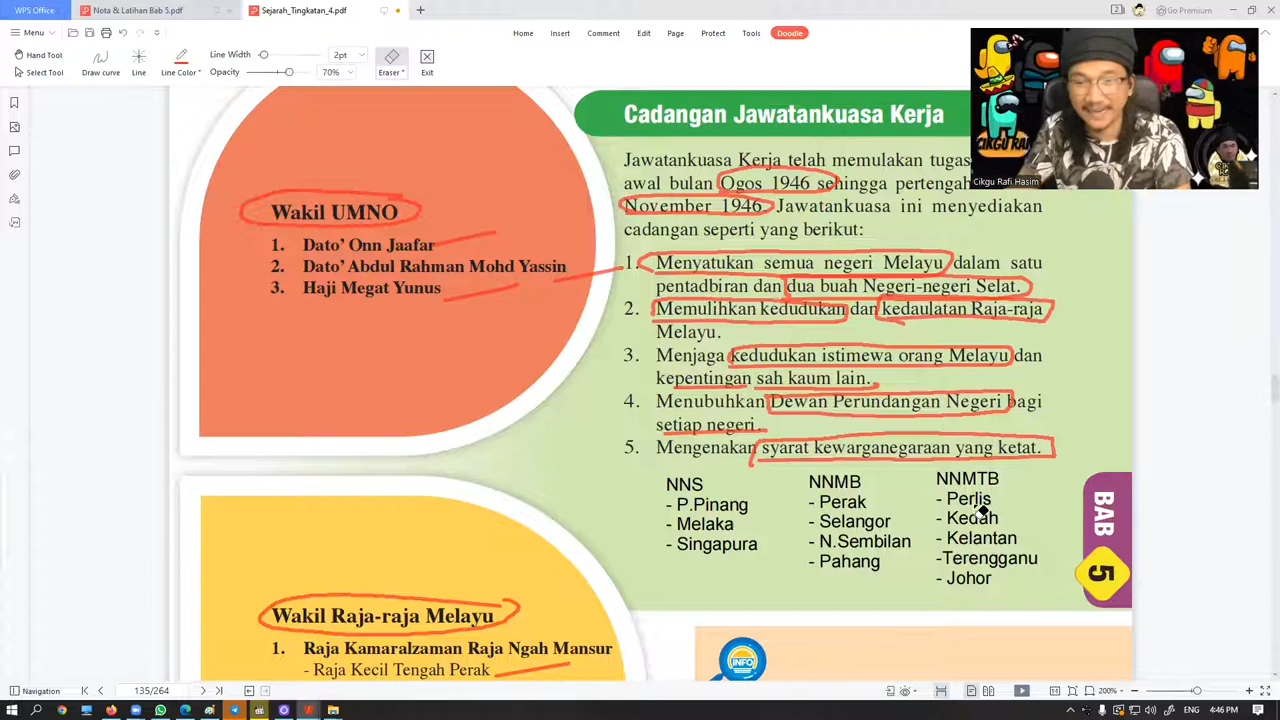 WPS Office
Nota & Latihan Bab 5.pdf
Sejarah_Tingkatan_4.pdf
Go Premium
Menu
Home
Insert
Comment
Edit
Page
Protect
Tools
Doodle
Hand Tool
Select Tool
Draw curve
Line
Line Color
Line Width
2pt
Opacity
70%
Eraser
Exit
Wakil UMNO
1. Dato' Onn Jaafar
2. Dato' Abdul Rahman Mohd Yassin
3. Haji Megat Yunus
Wakil Raja-raja Melayu
1. Raja Kamaralzaman Raja Ngah Mansur
- Raja Kecil Tengah Perak
Cadangan Jawatankuasa Kerja
Jawatankuasa Kerja telah memulakan tugas
awal bulan Ogos 1946 sehingga pertengah
November 1946. Jawatankuasa ini menyediakan
cadangan seperti yang berikut:
1. Menyatukan semua negeri Melayu dalam satu
pentadbiran dan dua buah Negeri-negeri Selat.
2. Memulihkan kedudukan dan kedaulatan Raja-raja
Melayu.
3. Menjaga kedudukan istimewa orang Melayu dan
kepentingan sah kaum lain.
4. Menubuhkan Dewan Perundangan Negeri bagi
setiap negeri.
5. Mengenakan syarat kewarganegaraan yang ketat.
NNS
- P.Pinang
- Melaka
- Singapura
NNMB
- Perak
- Selangor
- N.Sembilan
- Pahang
NNMTB
- Perlis
- Kedah
- Kelantan
-Terengganu
- Johor
BAB
5
INFO
CIKGU RA
Cikgu Rafi Hasim
Navigation
135/264
200%
4:46 PM